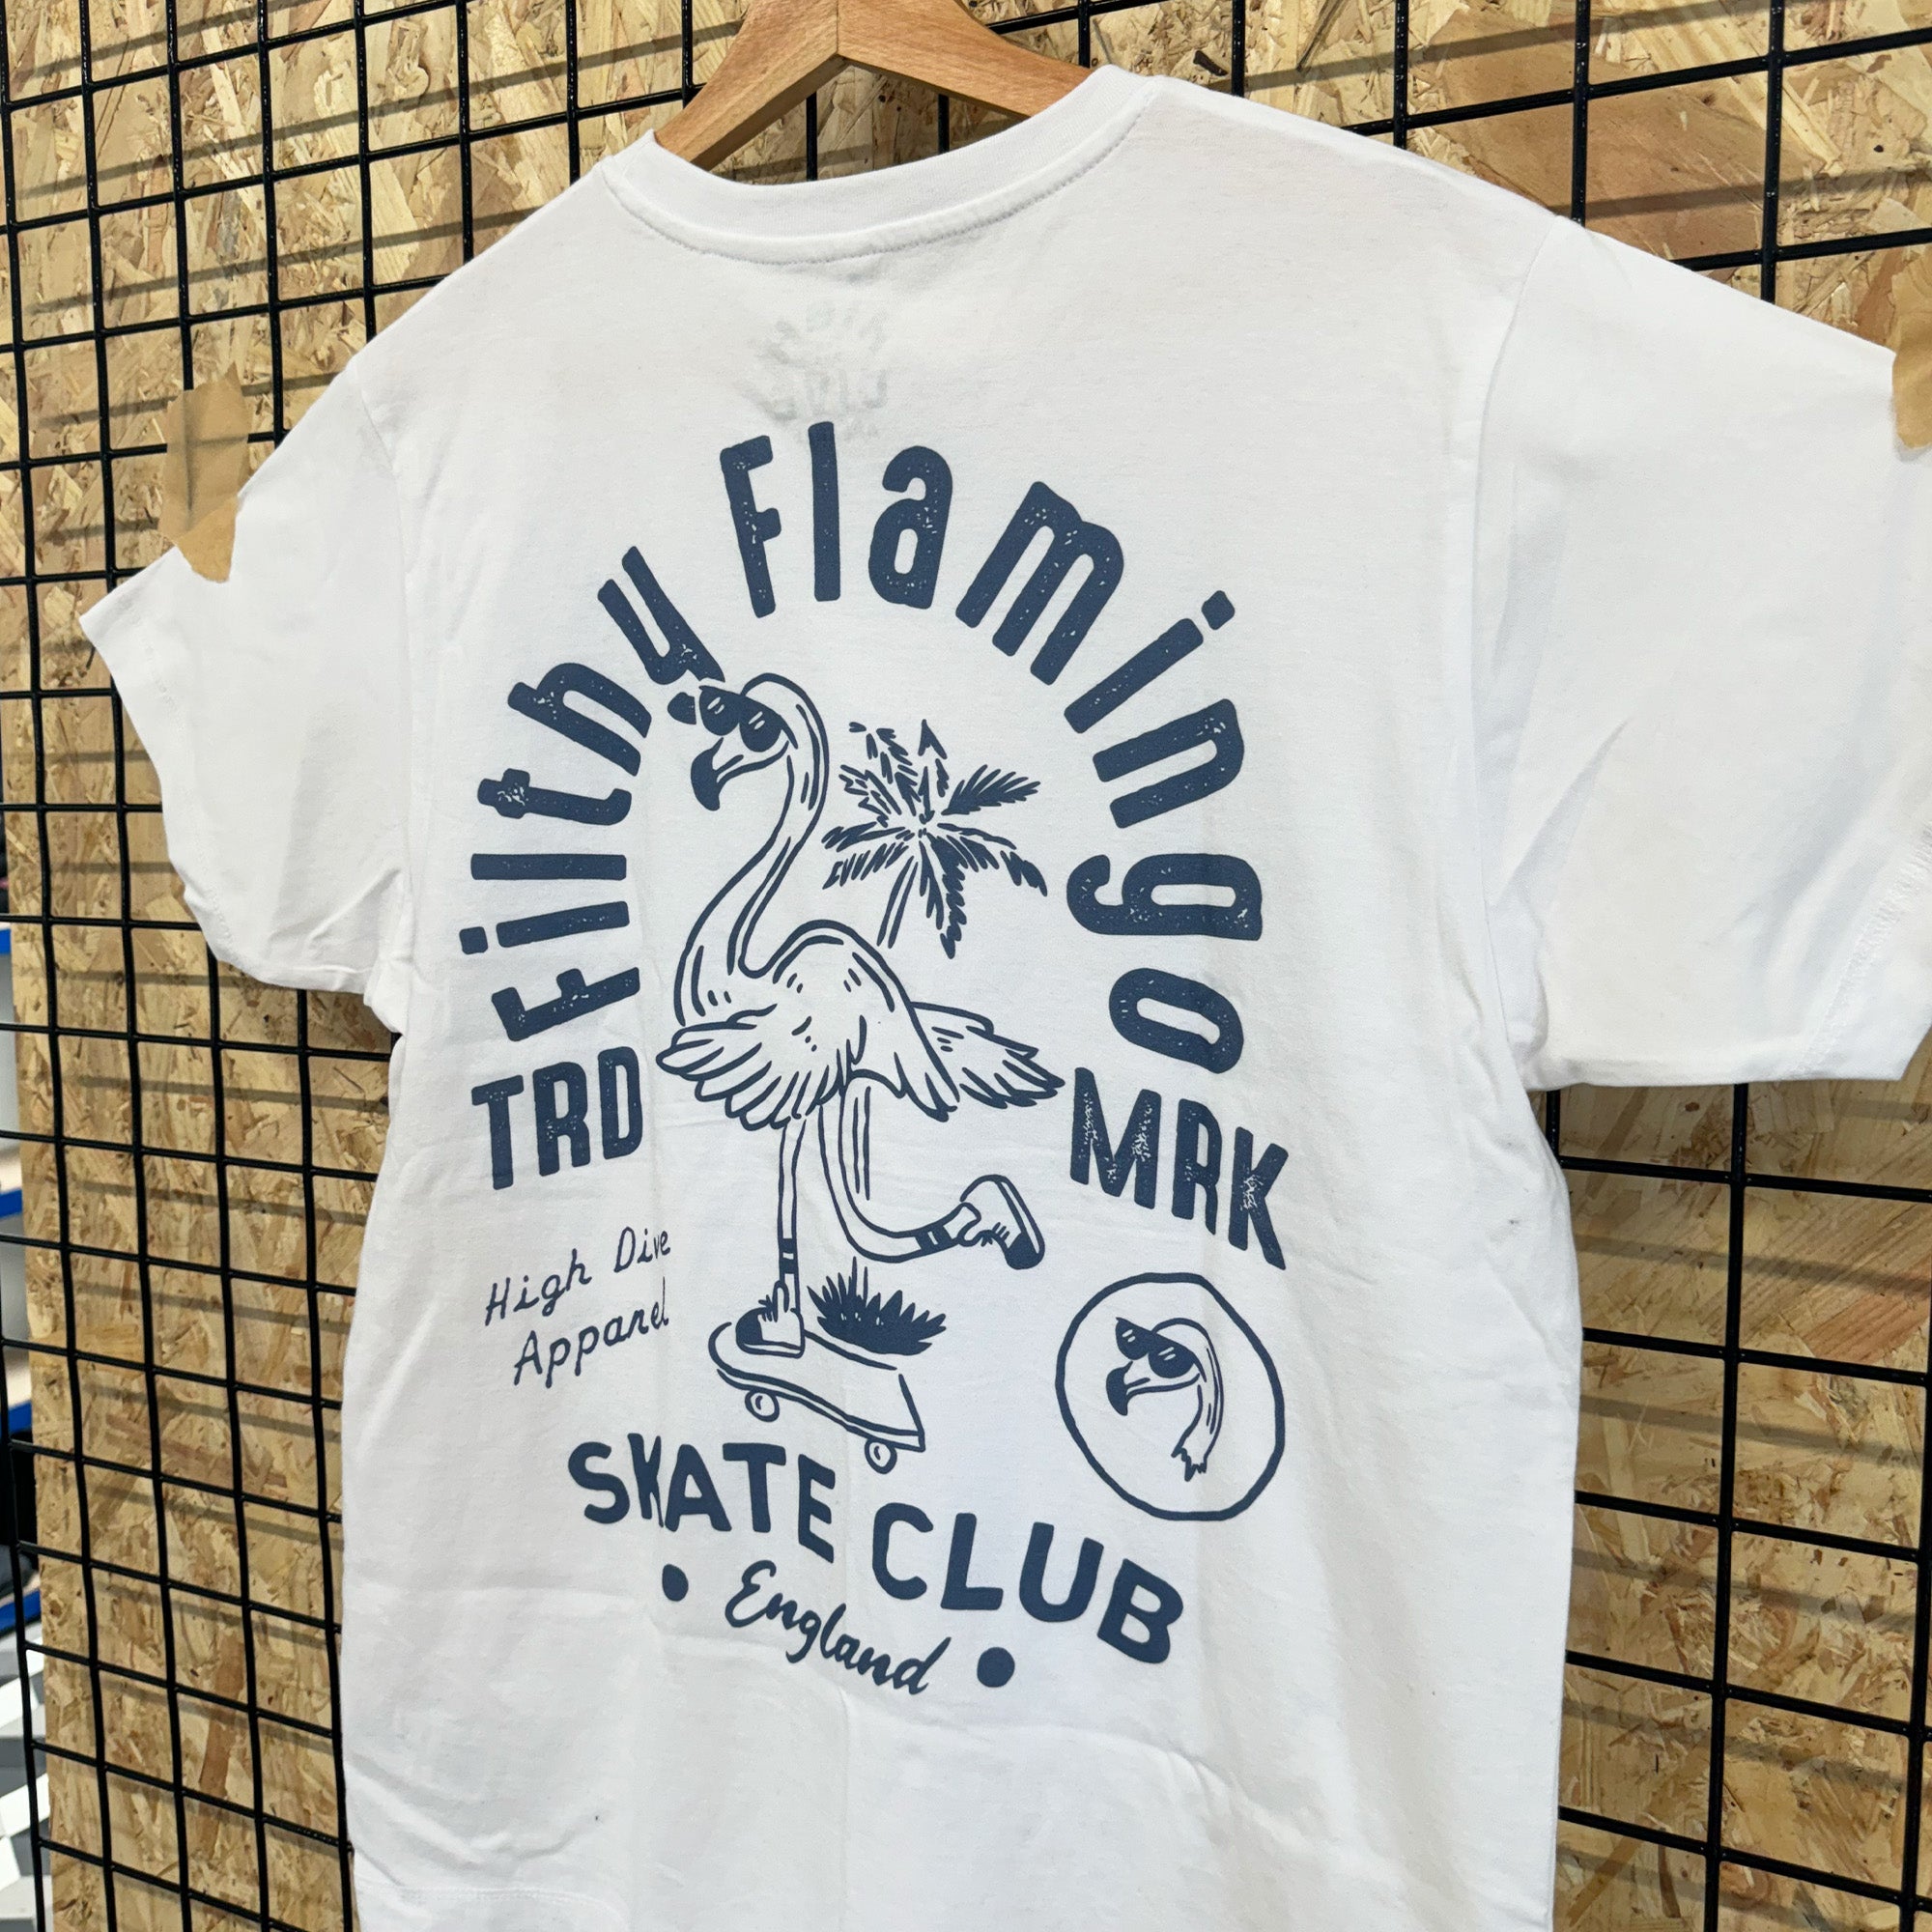 Filthy Flamingo
TRD MRK
High Dive
Apparel
SKATE CLUB
• England •